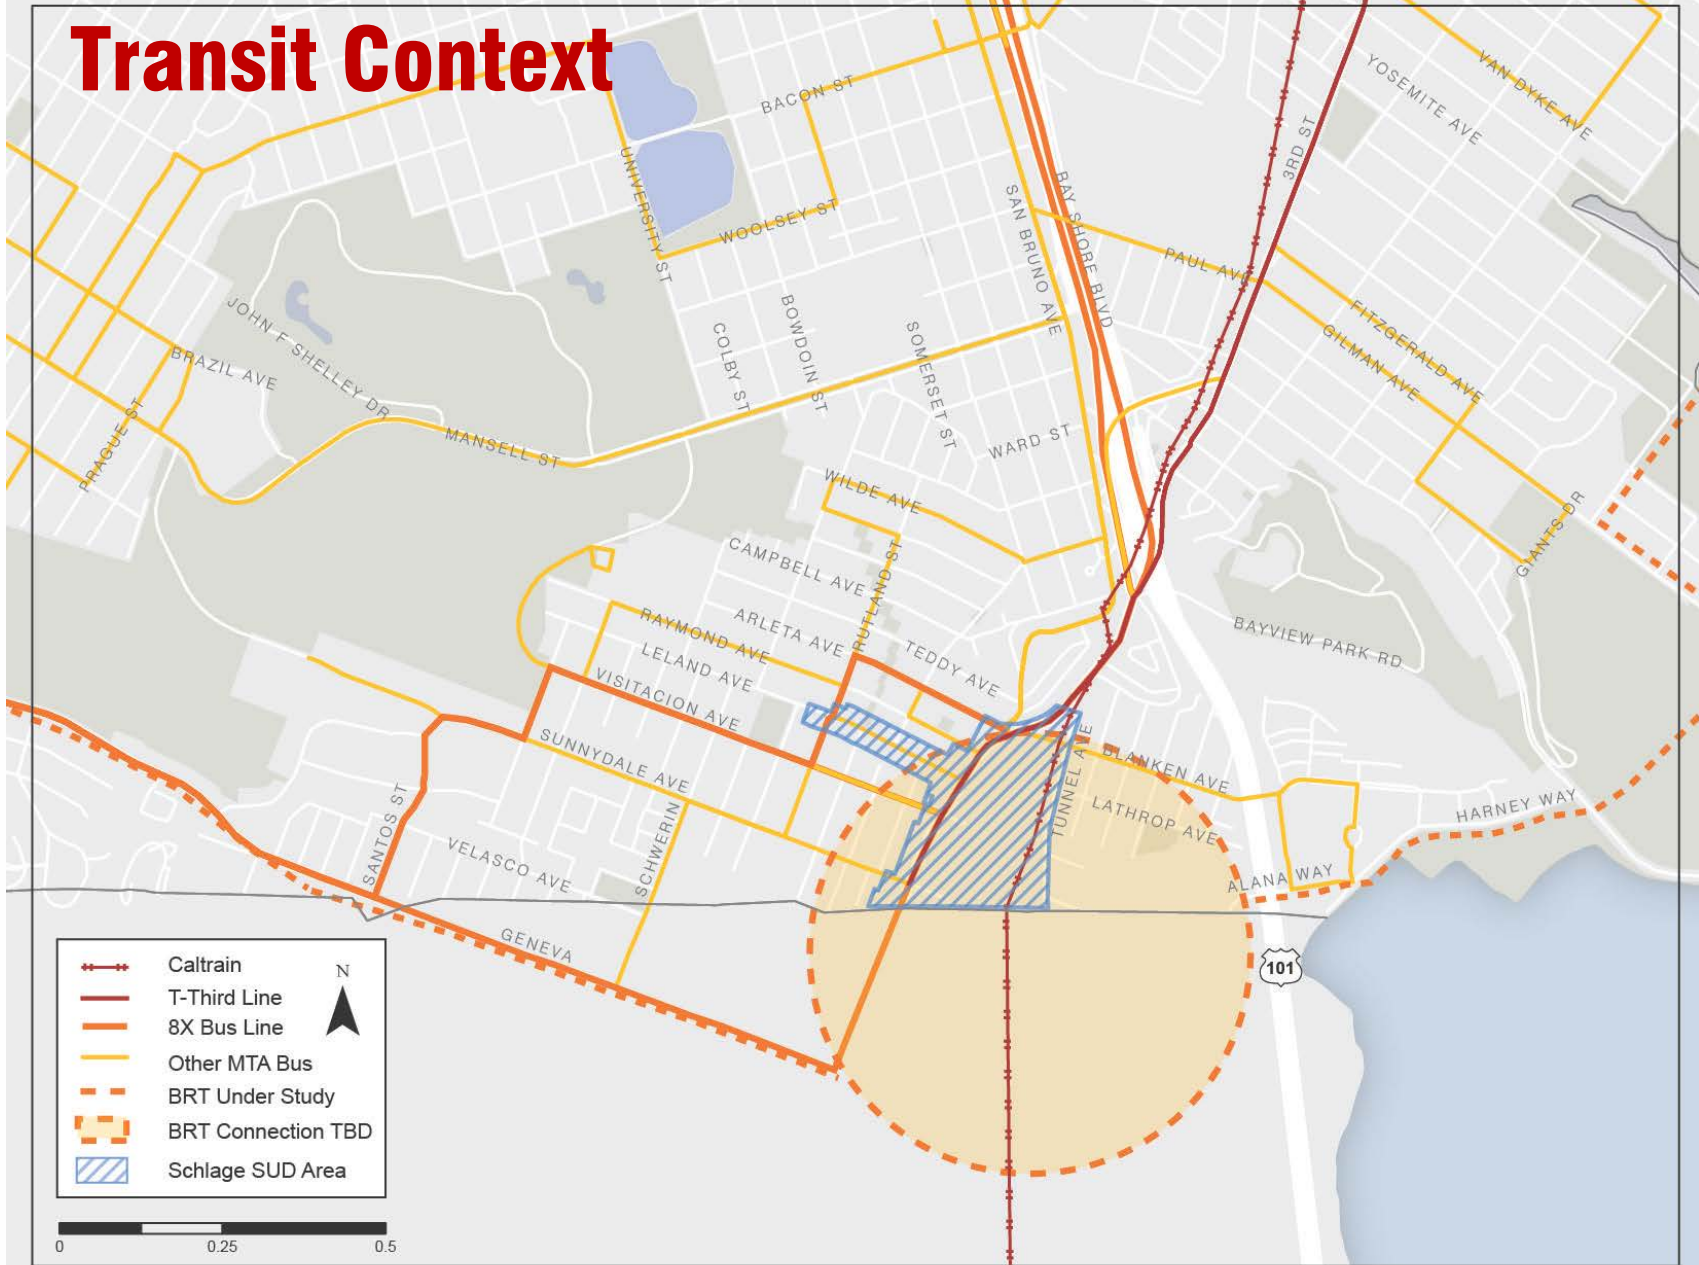 Transit Context
BACON ST
YOSEMITE AVE
VAN DYKE AVE
3RD ST
UNIVERSITY ST
WOOLSEY ST
SAN BRUNO AVE
BAY SHORE BLVD
PAUL AVE
JOHN F SHELLEY DR
BRAZIL AVE
PRAGUE ST
COLBY ST
BOWDOIN ST
SOMERSET ST
FITZGERALD AVE
GILMAN AVE
MANSELL ST
WARD ST
WILDE AVE
GIANTS DR
CAMPBELL AVE
RUTLAND ST
ARLETA AVE
RAYMOND AVE
LELAND AVE
TEDDY AVE
BAYVIEW PARK RD
VISITACION AVE
SUNNYDALE AVE
BLANKEN AVE
TUNNEL AVE
LATHROP AVE
HARNEY WAY
SANTOS ST
SCHWERIN
VELASCO AVE
ALANA WAY
GENEVA
101
Caltrain
N
T-Third Line
8X Bus Line
Other MTA Bus
BRT Under Study
BRT Connection TBD
Schlage SUD Area
0 0.25 0.5